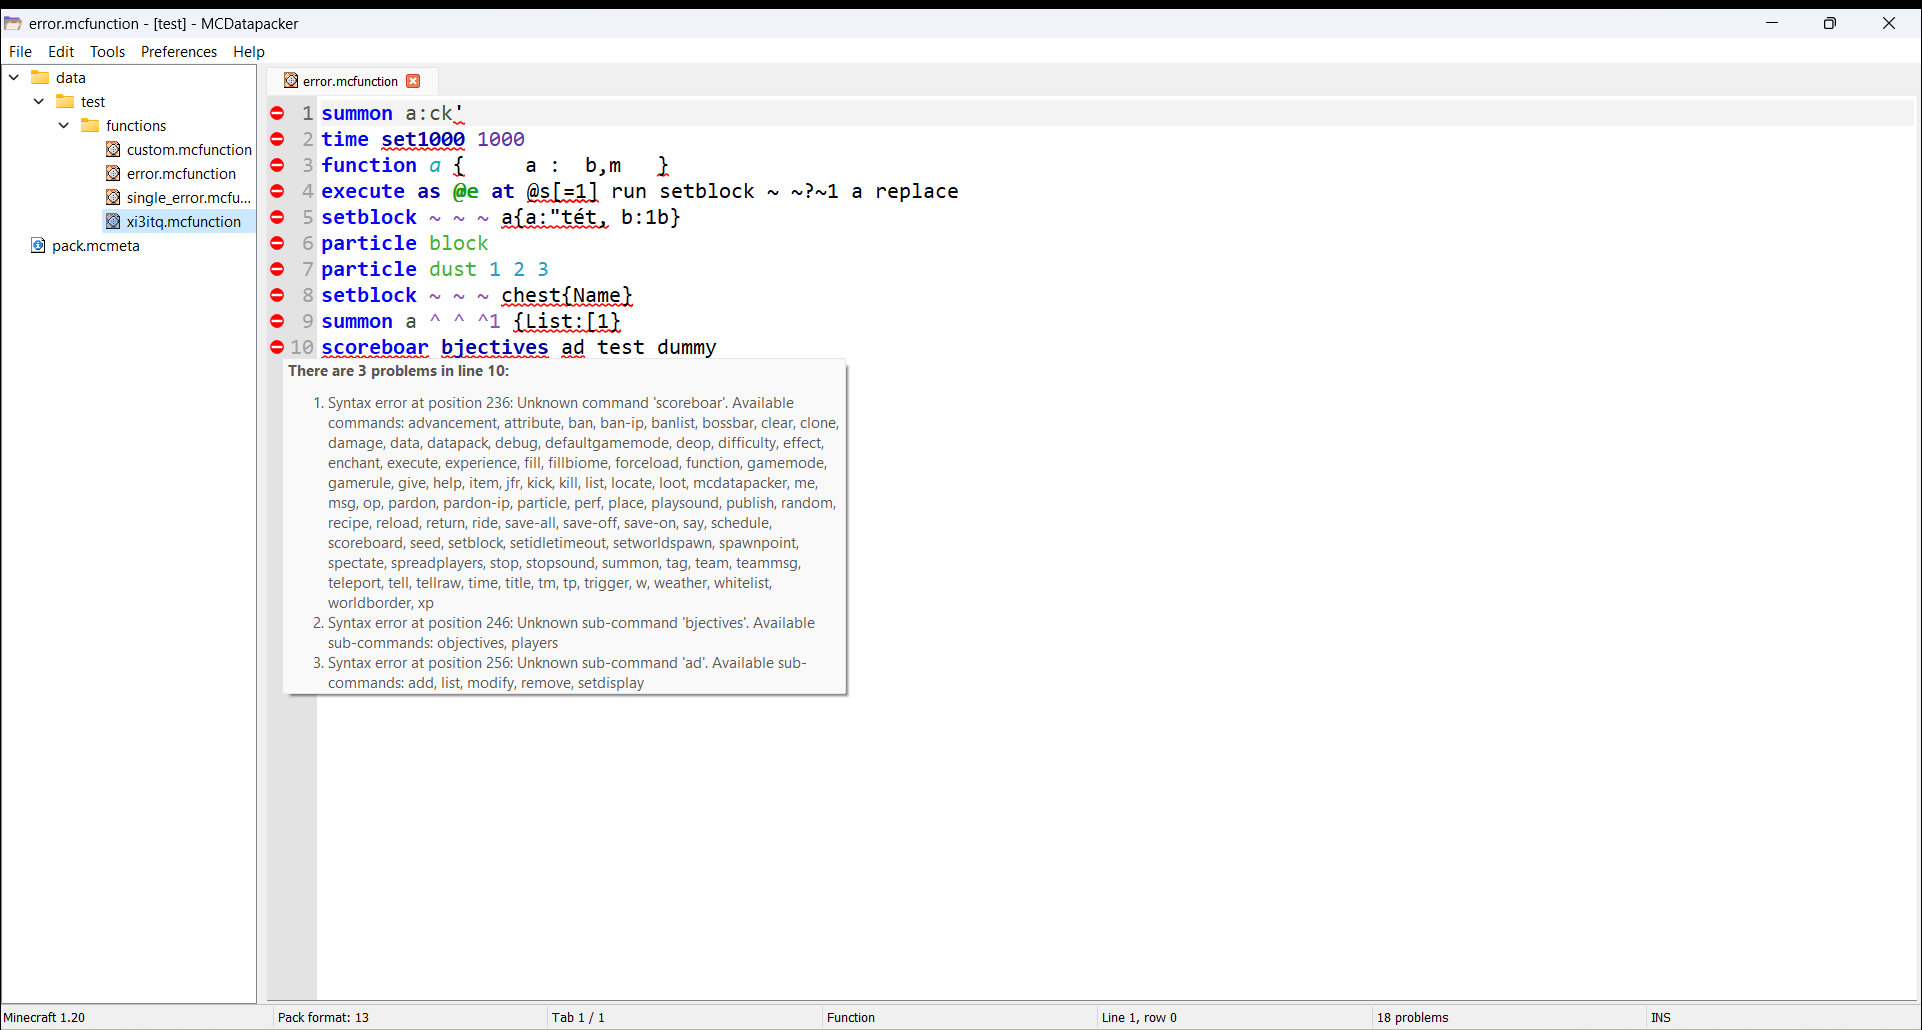 error.mcfunction - [test] - MCDatapacker
File Edit Tools Preferences Help
data
test
functions
custom.mcfunction
error.mcfunction
single_error.mcfu...
xi3itq.mcfunction
pack.mcmeta
error.mcfunction
1 summon a:ck'
2 time set1000 1000
3 function a {     a :  b,m   }
4 execute as @e at @s[=1] run setblock ~ ~?~1 a replace
5 setblock ~ ~ ~ a{a:"tét, b:1b}
6 particle block
7 particle dust 1 2 3
8 setblock ~ ~ ~ chest{Name}
9 summon a ^ ^ ^1 {List:[1}
10 scoreboar bjectives ad test dummy
There are 3 problems in line 10:
1. Syntax error at position 236: Unknown command 'scoreboar'. Available
commands: advancement, attribute, ban, ban-ip, banlist, bossbar, clear, clone,
damage, data, datapack, debug, defaultgamemode, deop, difficulty, effect,
enchant, execute, experience, fill, fillbiome, forceload, function, gamemode,
gamerule, give, help, item, jfr, kick, kill, list, locate, loot, mcdatapacker, me,
msg, op, pardon, pardon-ip, particle, perf, place, playsound, publish, random,
recipe, reload, return, ride, save-all, save-off, save-on, say, schedule,
scoreboard, seed, setblock, setidletimeout, setworldspawn, spawnpoint,
spectate, spreadplayers, stop, stopsound, summon, tag, team, teammsg,
teleport, tell, tellraw, time, title, tm, tp, trigger, w, weather, whitelist,
worldborder, xp
2. Syntax error at position 246: Unknown sub-command 'bjectives'. Available
sub-commands: objectives, players
3. Syntax error at position 256: Unknown sub-command 'ad'. Available sub-
commands: add, list, modify, remove, setdisplay
Minecraft 1.20 Pack format: 13 Tab 1 / 1 Function Line 1, row 0 18 problems INS